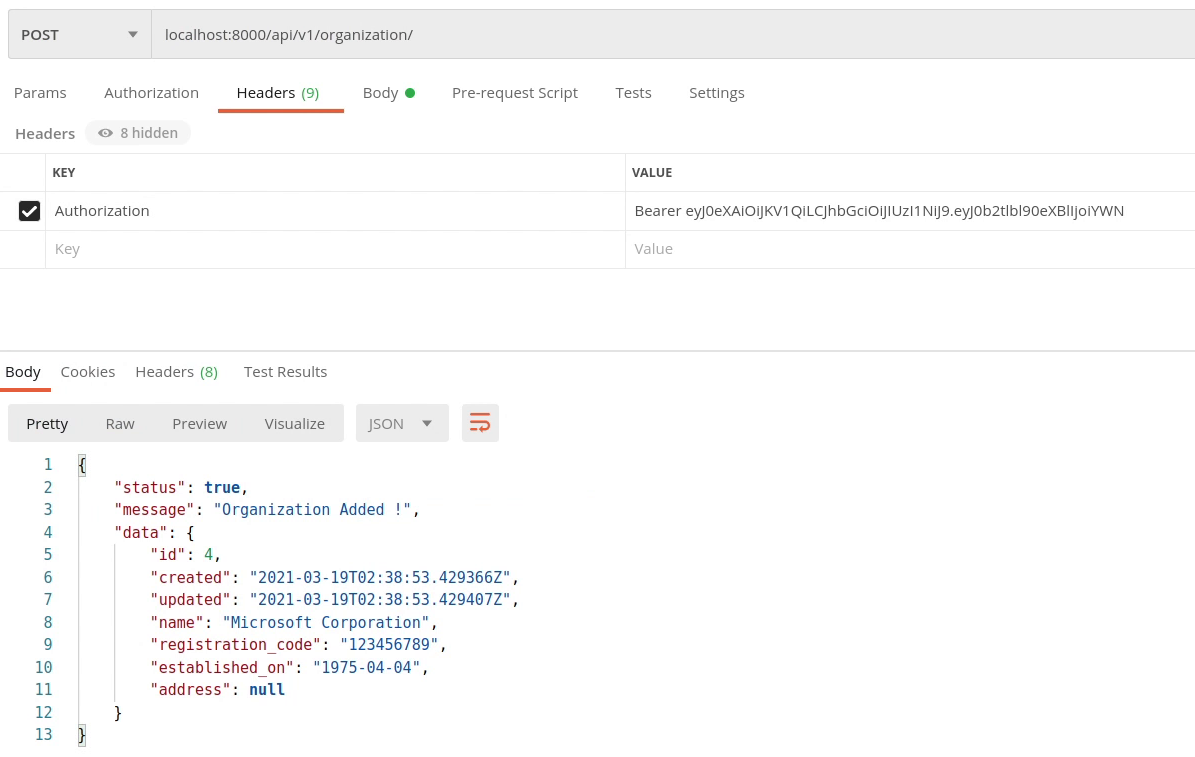 POST localhost:8000/api/v1/organization/
Params Authorization Headers (9) Body Pre-request Script Tests Settings
Headers 8 hidden
KEY VALUE
Authorization Bearer eyJ0eXAiOiJKV1QiLCJhbGciOiJIUzI1NiJ9.eyJ0b2tlbl90eXBlIjoiYWN
Key Value
Body Cookies Headers (8) Test Results
Pretty Raw Preview Visualize JSON
1 {
2 "status": true,
3 "message": "Organization Added !",
4 "data": {
5 "id": 4,
6 "created": "2021-03-19T02:38:53.429366Z",
7 "updated": "2021-03-19T02:38:53.429407Z",
8 "name": "Microsoft Corporation",
9 "registration_code": "123456789",
10 "established_on": "1975-04-04",
11 "address": null
12 }
13 }